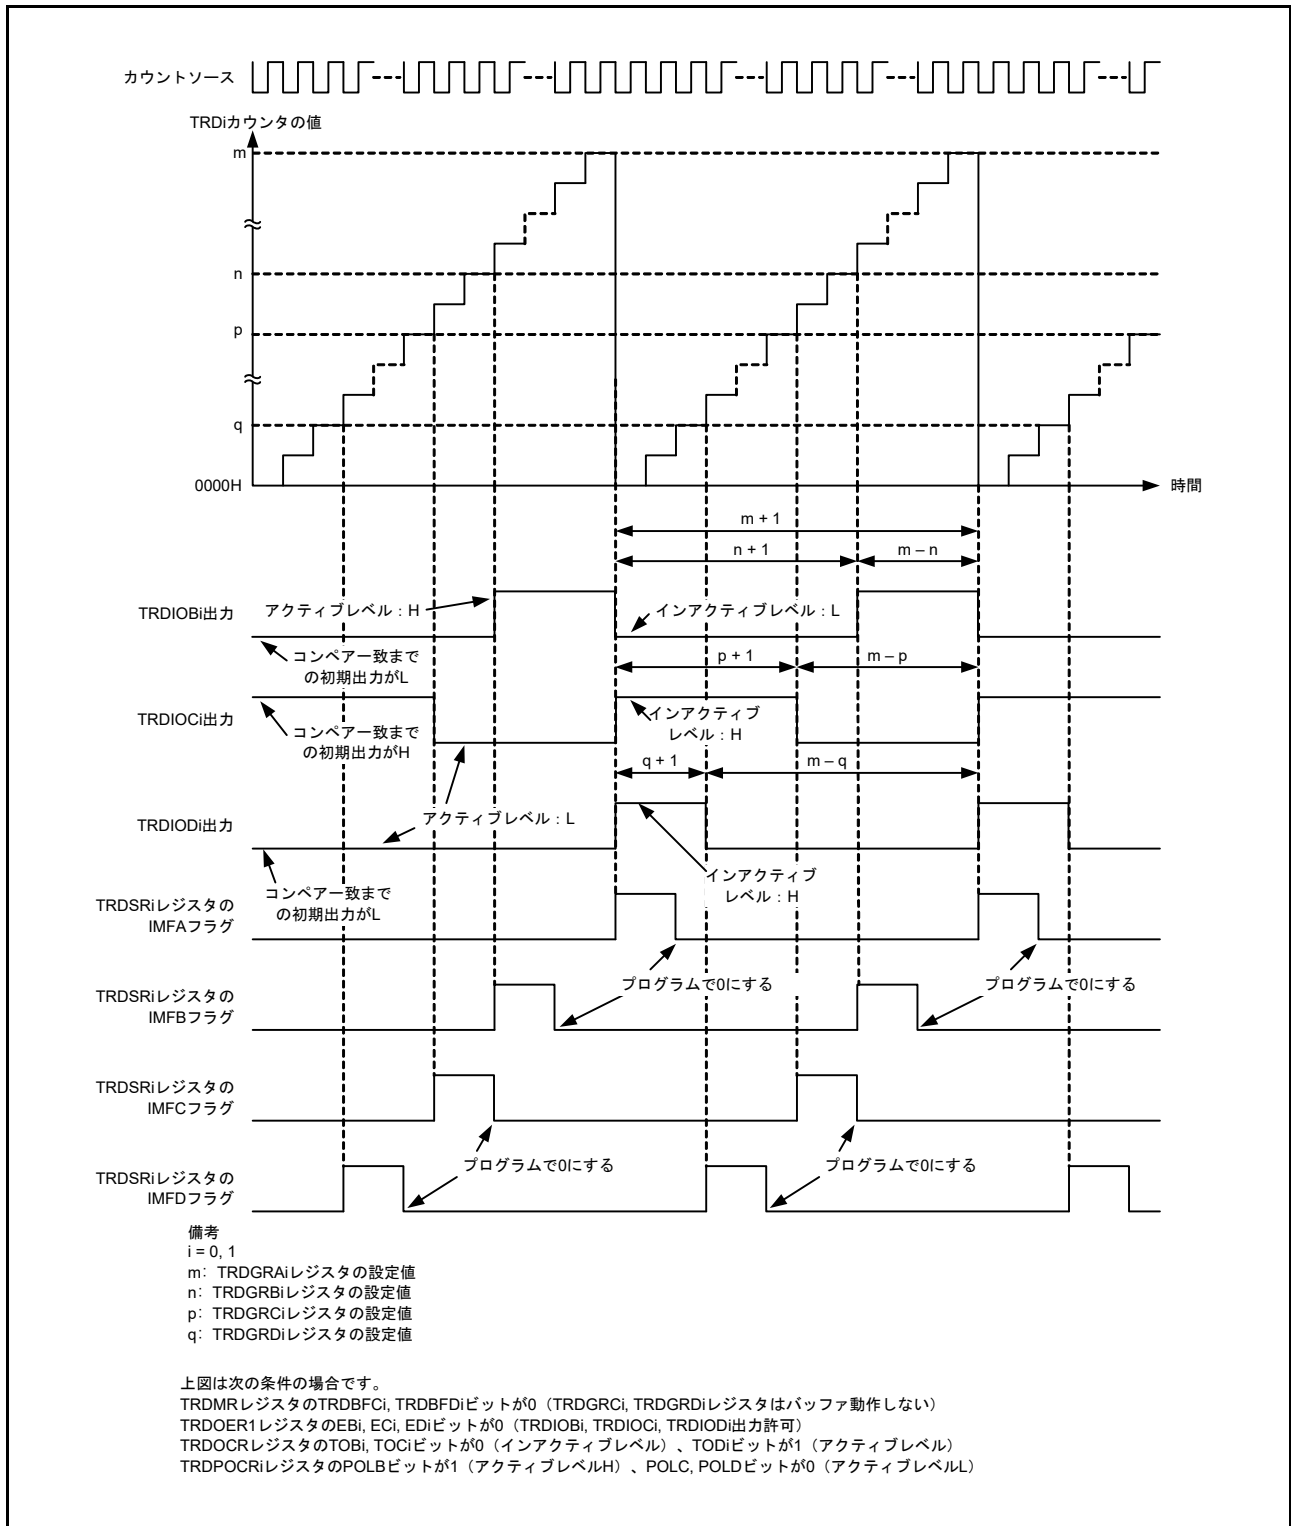 カウントソース
TRDiカウンタの値
m
n
p
q
0000H
時間
m + 1
n + 1
m – n
TRDIOBi出力
アクティブレベル：H
インアクティブレベル：L
コンペアー致まで
の初期出力がL
p + 1
m – p
TRDIOCi出力
コンペアー致まで
の初期出力がH
インアクティブ
レベル：H
q + 1
m – q
TRDIODi出力
アクティブレベル：L
コンペアー致まで
の初期出力がL
インアクティブ
レベル：H
TRDSRiレジスタの
IMFAフラグ
プログラムで0にする
プログラムで0にする
TRDSRiレジスタの
IMFBフラグ
TRDSRiレジスタの
IMFCフラグ
プログラムで0にする
プログラムで0にする
TRDSRiレジスタの
IMFDフラグ
備考
i = 0, 1
m：TRDGRAiレジスタの設定値
n：TRDGRBiレジスタの設定値
p：TRDGRCiレジスタの設定値
q：TRDGRDiレジスタの設定値
上図は次の条件の場合です。
TRDMRレジスタのTRDBFCi, TRDBFDiビットが0（TRDGRCi, TRDGRDiレジスタはバッファ動作しない）
TRDOER1レジスタのEBi, ECi, EDiビットが0（TRDIOBi, TRDIOCi, TRDIODi出力許可）
TRDOCRレジスタのTOBi, TOCiビットが0（インアクティブレベル）、TODiビットが1（アクティブレベル）
TRDPOCRiレジスタのPOLBビットが1（アクティブレベルH）、POLC, POLDビットが0（アクティブレベルL）